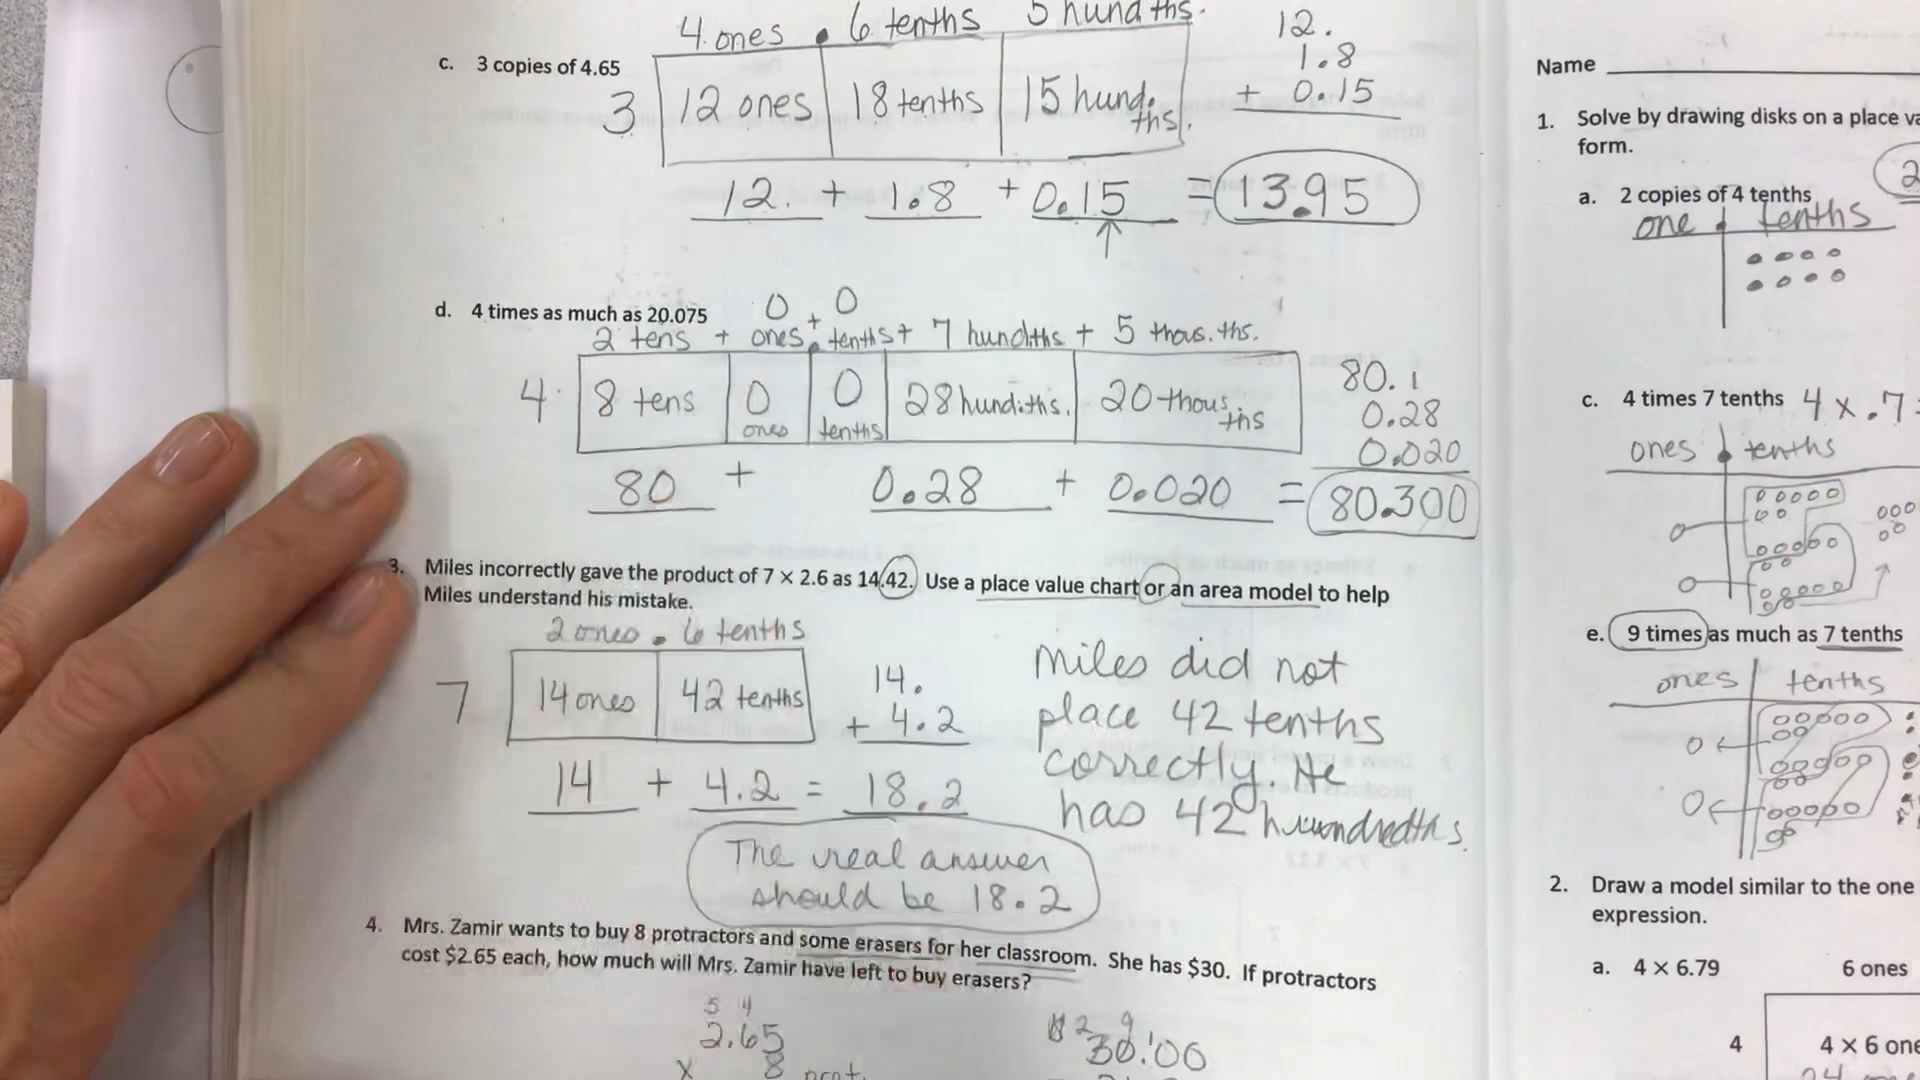 4 ones . 6 tenths 5 hundths.
c. 3 copies of 4.65
3 12 ones 18 tenths 15 hund.ths.
12.
1.8
+ 0.15
12. + 1.8 + 0.15 = 13.95
d. 4 times as much as 20.075
0 + 0
2 tens + ones . tenths + 7 hundths + 5 thous.ths.
4 8 tens 0 ones 0 tenths 28 hundths. 20 thous.ths
80.
0.28
0.020
80 + 0.28 + 0.020 = 80.300
3. Miles incorrectly gave the product of 7 × 2.6 as 14.42. Use a place value chart or an area model to help
Miles understand his mistake.
2 ones . 6 tenths
7 14 ones 42 tenths
14.
+ 4.2
14 + 4.2 = 18.2
Miles did not
place 42 tenths
correctly. He
has 42 hundredths.
The real answer
should be 18.2
4. Mrs. Zamir wants to buy 8 protractors and some erasers for her classroom. She has $30. If protractors
cost $2.65 each, how much will Mrs. Zamir have left to buy erasers?
5 4
2.65
x 8 prot.
2 9
30.00
Name
1. Solve by drawing disks on a place
form.
a. 2 copies of 4 tenths
one . tenths
c. 4 times 7 tenths 4 x .7
ones . tenths
e. 9 times as much as 7 tenths
ones tenths
2. Draw a model similar to the one
expression.
a. 4 × 6.79 6 ones
4 4 × 6